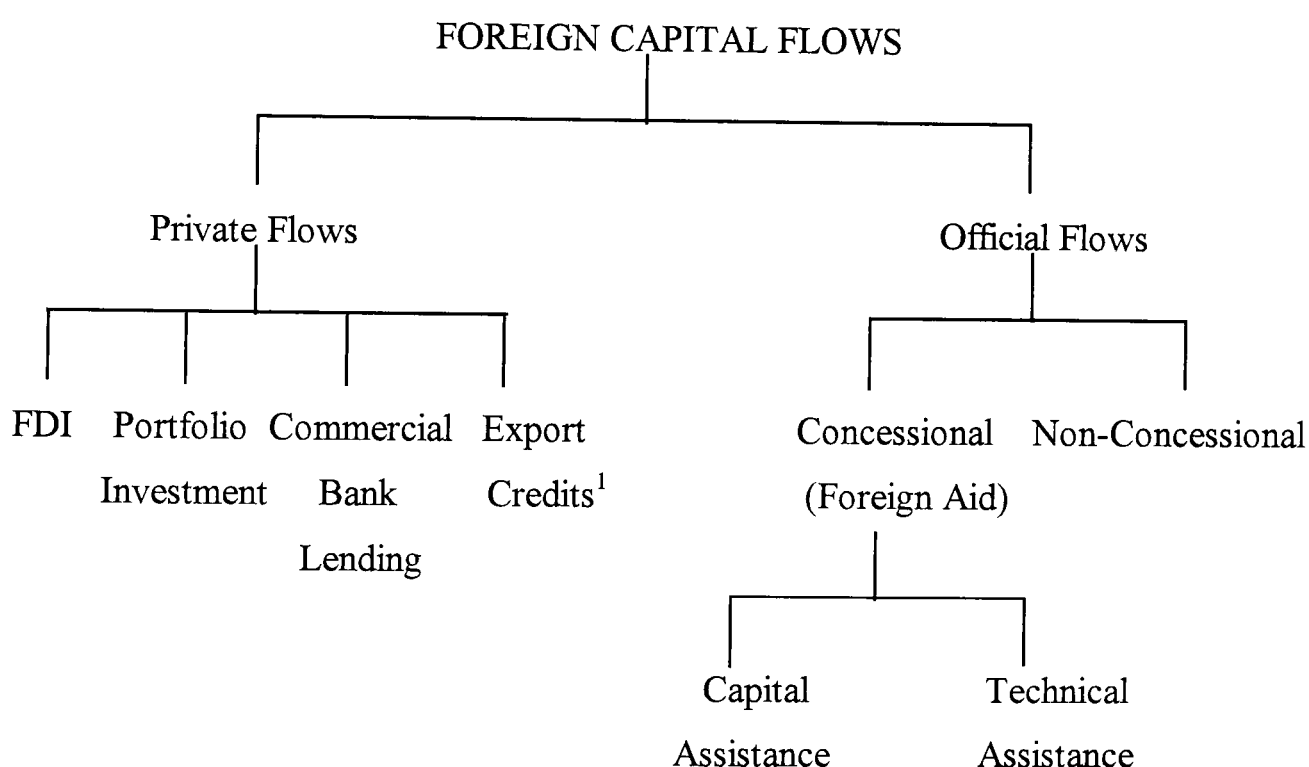 FOREIGN CAPITAL FLOWS
Private Flows
Official Flows
FDI
Portfolio
Investment
Commercial
Bank
Lending
Export
Credits¹
Concessional
(Foreign Aid)
Non-Concessional
Capital
Assistance
Technical
Assistance